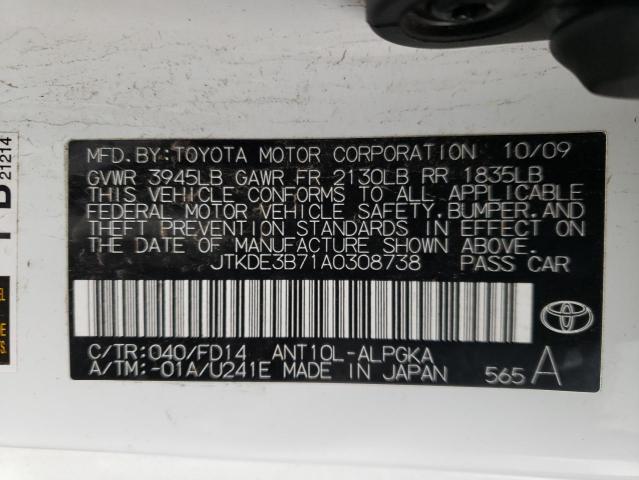 MFD.BY:TOYOTA MOTOR CORPORATION 10/09
GVWR 3945LB GAWR FR 2130LB RR 1835LB
THIS VEHICLE CONFORMS TO ALL APPLICABLE
FEDERAL MOTOR VEHICLE SAFETY,BUMPER,AND
THEFT PREVENTION STANDARDS IN EFFECT ON
THE DATE OF MANUFACTURE SHOWN ABOVE.
JTKDE3B71A0308738 PASS CAR
C/TR:040/FD14 ANT10L-ALPGKA
A/TM:-01A/U241E MADE IN JAPAN 565 A
21214